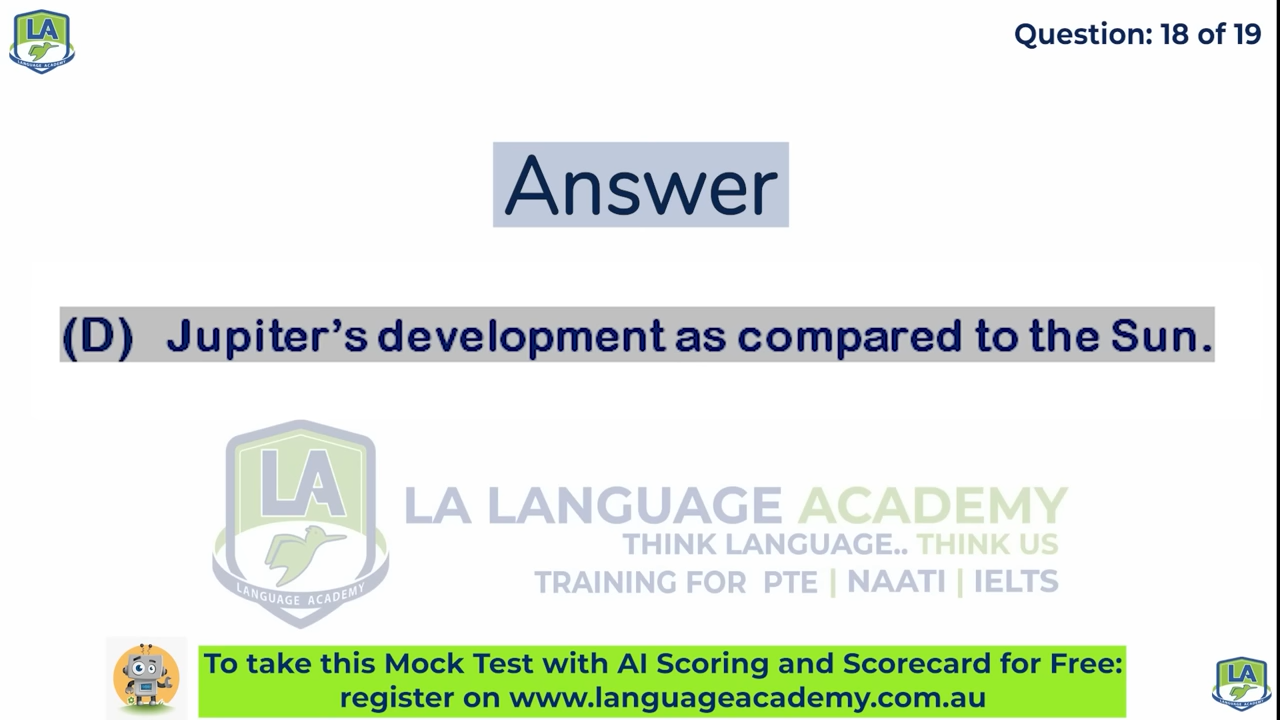 LA
LANGUAGE ACADEMY
Question: 18 of 19
Answer
(D) Jupiter’s development as compared to the Sun.
LA
LANGUAGE ACADEMY
LA LANGUAGE ACADEMY
THINK LANGUAGE.. THINK US
TRAINING FOR PTE | NAATI | IELTS
To take this Mock Test with AI Scoring and Scorecard for Free:
register on www.languageacademy.com.au
LA
LANGUAGE ACADEMY